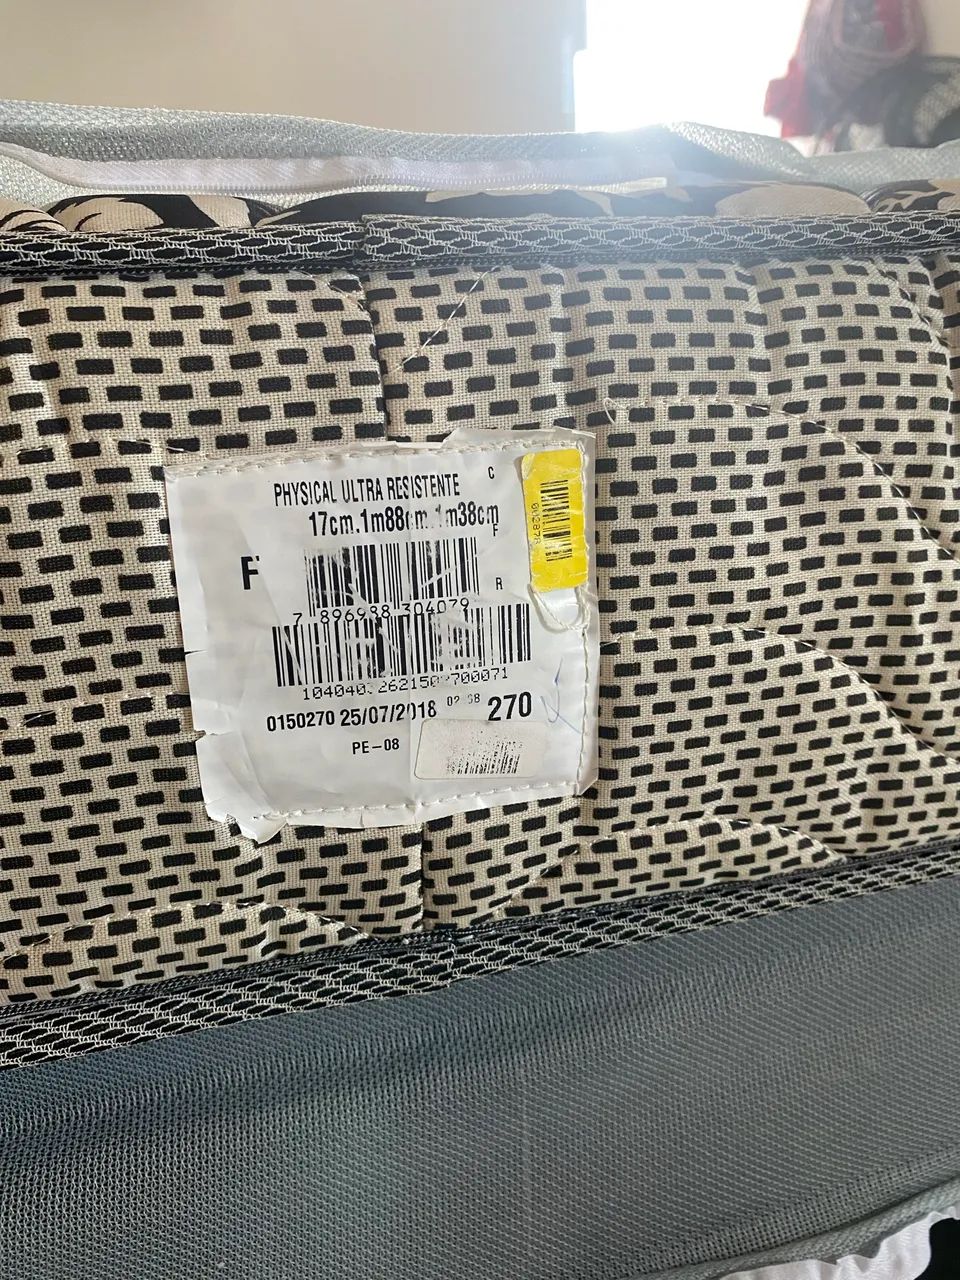 PHYSICAL ULTRA RESISTENTE
C
17cm.1m88cm.1m38cm
F
F
R
7 896988 304079
0150270 25/07/2018
270
PE-08